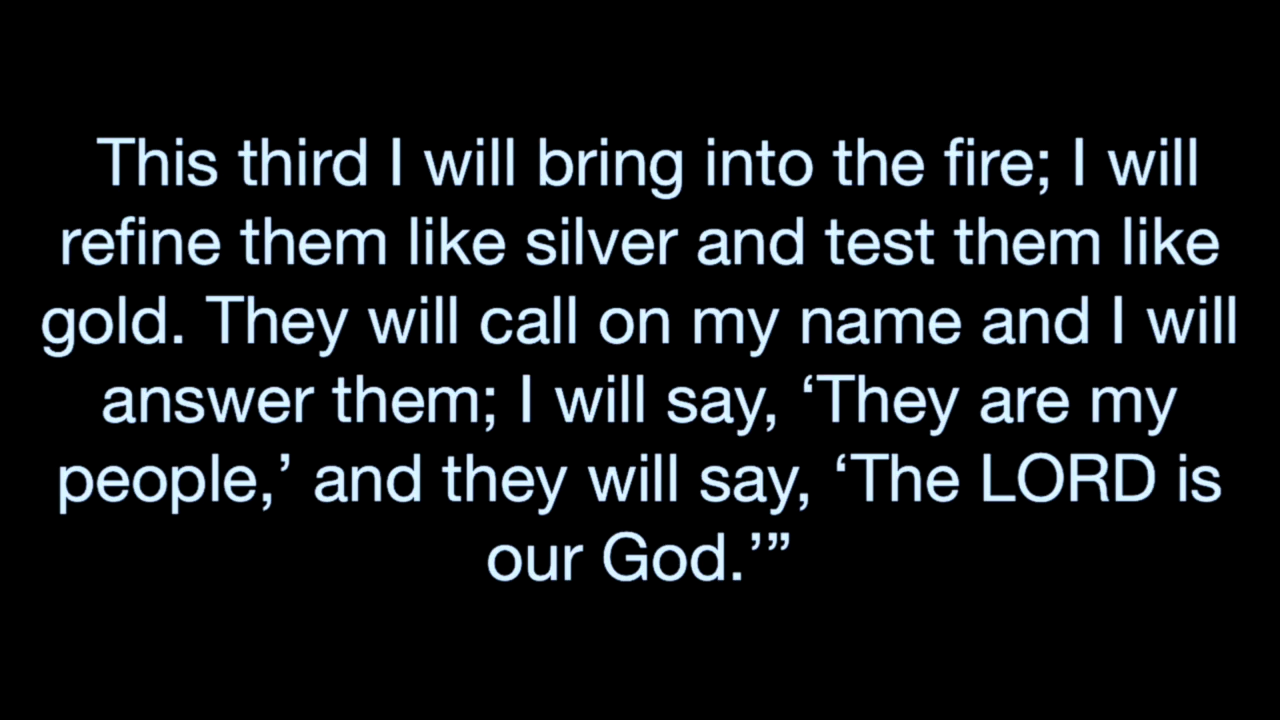 This third I will bring into the fire; I will
refine them like silver and test them like
gold. They will call on my name and I will
answer them; I will say, ‘They are my
people,’ and they will say, ‘The LORD is
our God.’”